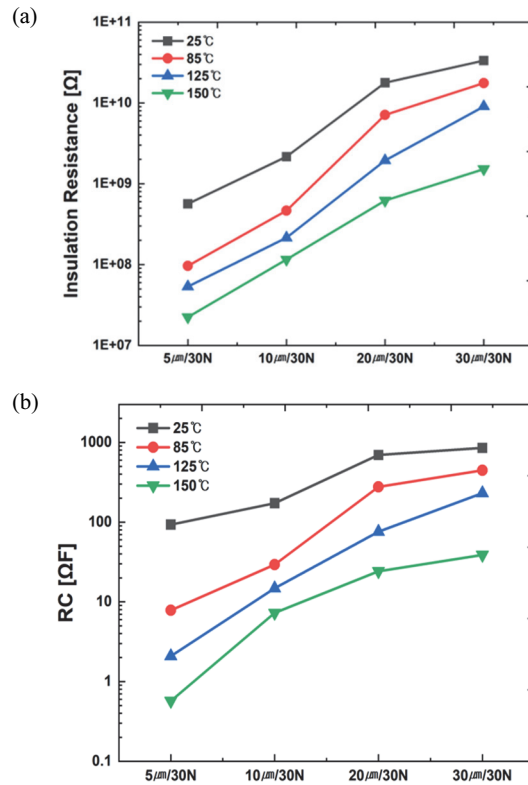 (a)
1E+11
25℃
85℃
125℃
150℃
1E+10
1E+09
1E+08
1E+07
Insulation Resistance [Ω]
5㎛/30N 10㎛/30N 20㎛/30N 30㎛/30N
(b)
25℃
85℃
125℃
150℃
1000
100
10
1
0.1
RC [ΩF]
5㎛/30N 10㎛/30N 20㎛/30N 30㎛/30N